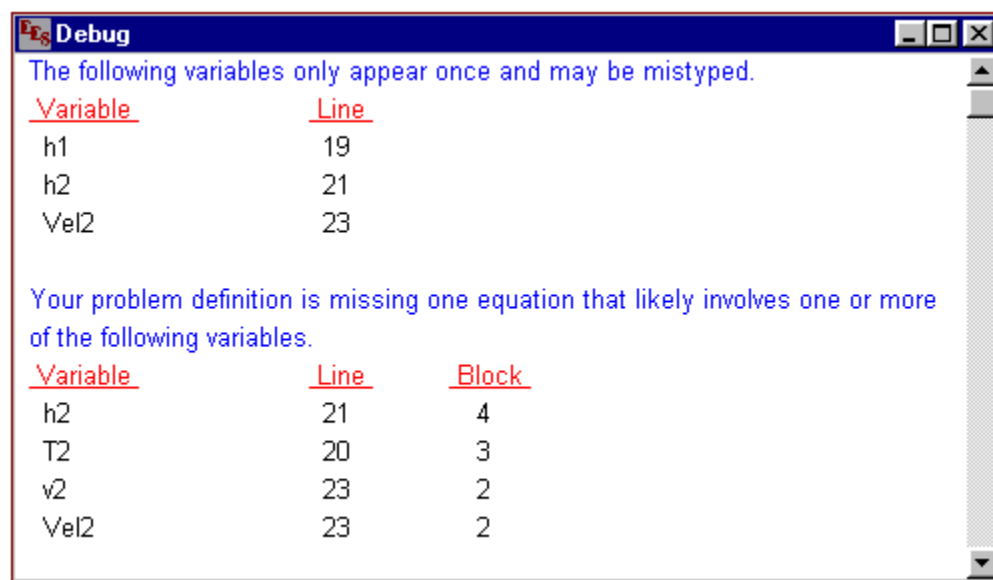 EES Debug
The following variables only appear once and may be mistyped.
Variable Line
h1 19
h2 21
Vel2 23
Your problem definition is missing one equation that likely involves one or more
of the following variables.
Variable Line Block
h2 21 4
T2 20 3
v2 23 2
Vel2 23 2